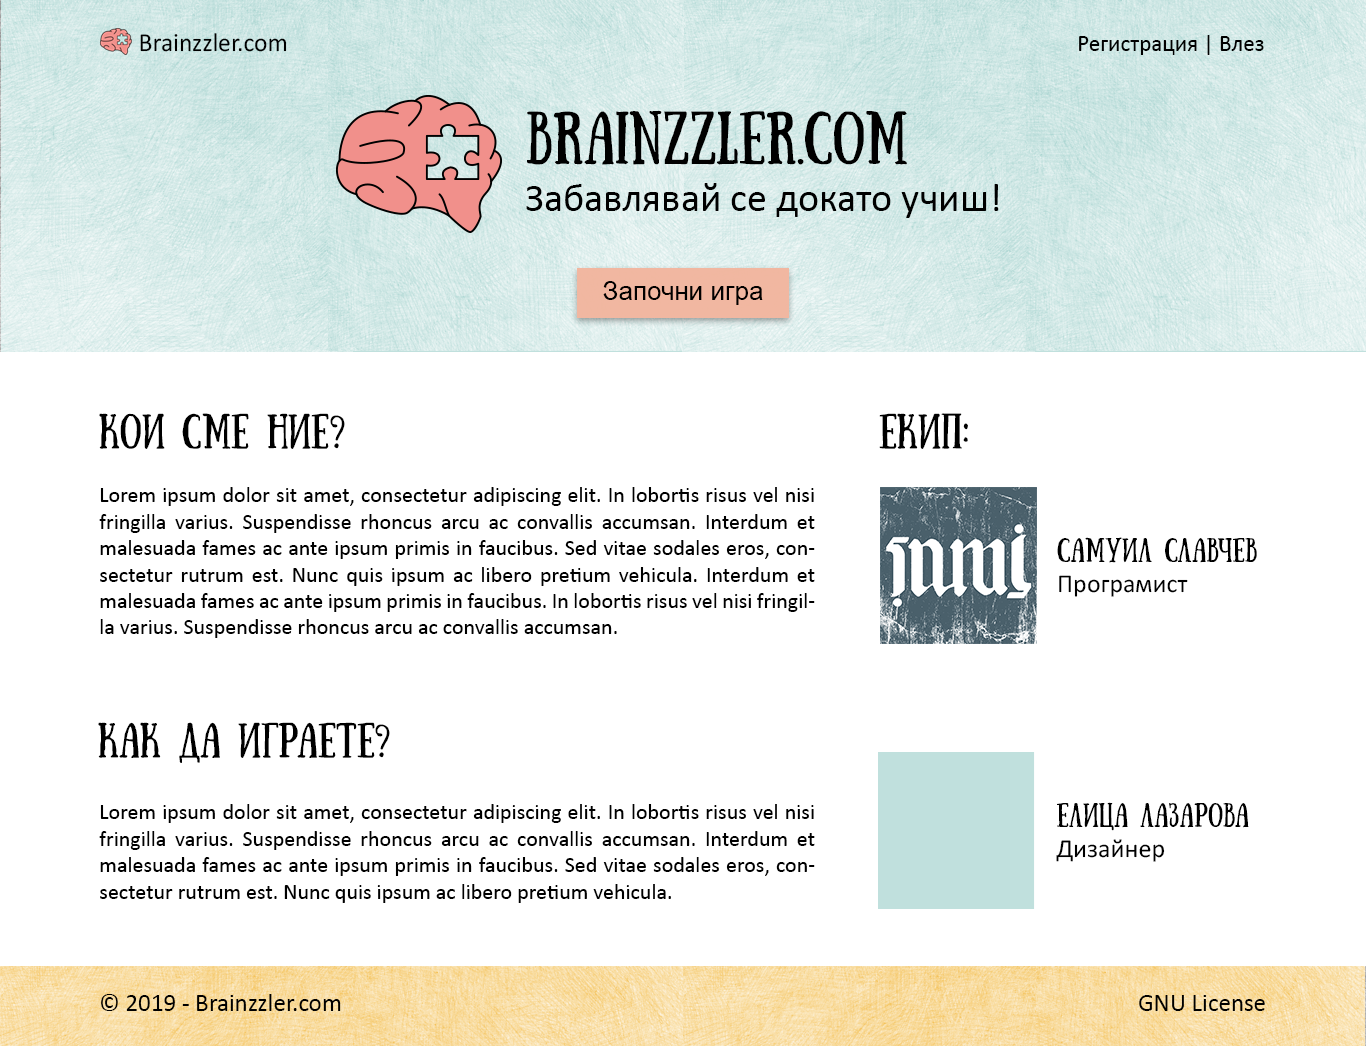 Brainzzler.com
Регистрация | Влез
BRAINZZLER.COM
Забавлявай се докато учиш!
Започни игра
КОИ СМЕ НИЕ?
Lorem ipsum dolor sit amet, consectetur adipiscing elit. In lobortis risus vel nisi
fringilla varius. Suspendisse rhoncus arcu ac convallis accumsan. Interdum et
malesuada fames ac ante ipsum primis in faucibus. Sed vitae sodales eros, con-
sectetur rutrum est. Nunc quis ipsum ac libero pretium vehicula. Interdum et
malesuada fames ac ante ipsum primis in faucibus. In lobortis risus vel nisi fringil-
la varius. Suspendisse rhoncus arcu ac convallis accumsan.
КАК ДА ИГРАЕТЕ?
Lorem ipsum dolor sit amet, consectetur adipiscing elit. In lobortis risus vel nisi
fringilla varius. Suspendisse rhoncus arcu ac convallis accumsan. Interdum et
malesuada fames ac ante ipsum primis in faucibus. Sed vitae sodales eros, con-
sectetur rutrum est. Nunc quis ipsum ac libero pretium vehicula.
ЕКИП:
САМУИЛ СЛАВЧЕВ
Програмист
ЕЛИЦА ЛАЗАРОВА
Дизайнер
© 2019 - Brainzzler.com
GNU License